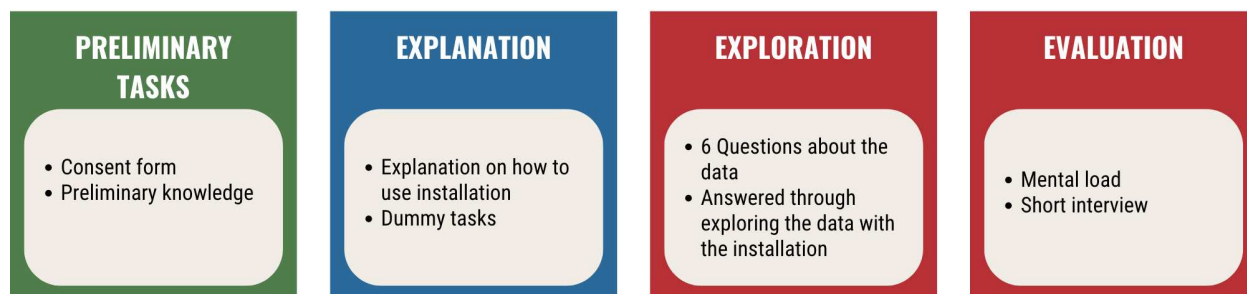 PRELIMINARY
TASKS
• Consent form
• Preliminary knowledge
EXPLANATION
• Explanation on how to
use installation
• Dummy tasks
EXPLORATION
• 6 Questions about the
data
• Answered through
exploring the data with
the installation
EVALUATION
• Mental load
• Short interview